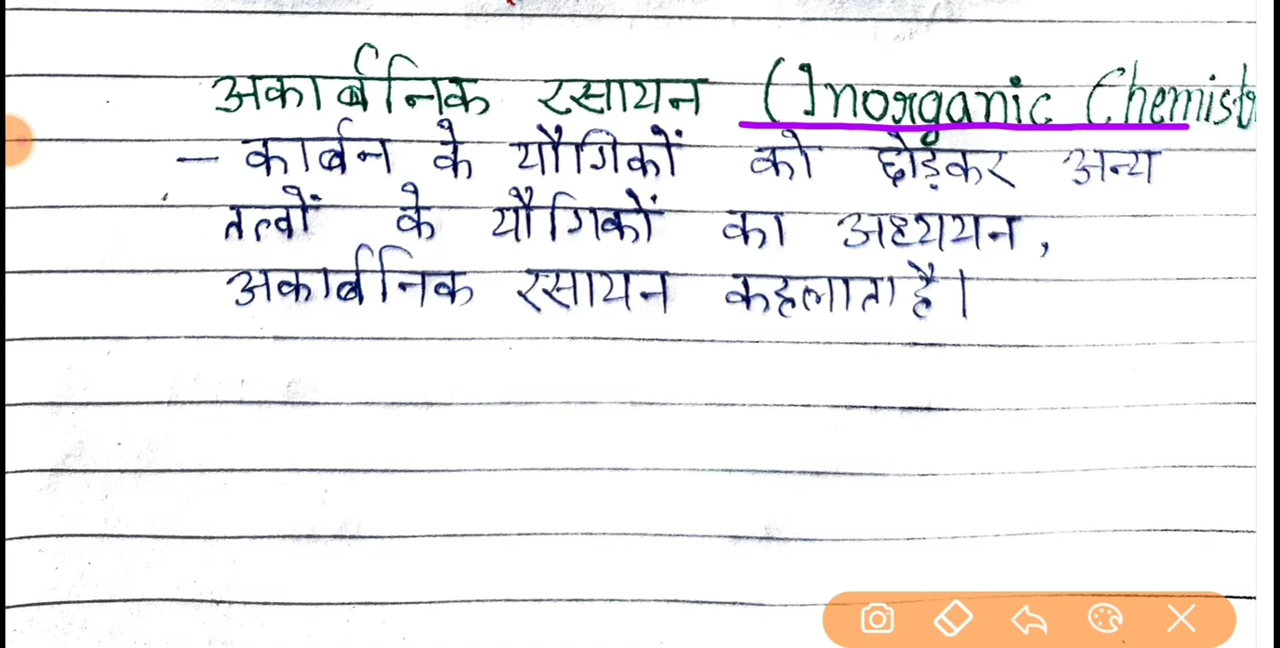 अकार्बनिक रसायन (Inorganic Chemist
– कार्बन के यौगिकों को छोड़कर अन्य
तत्वों के यौगिकों का अध्ययन,
अकार्बनिक रसायन कहलाता है।